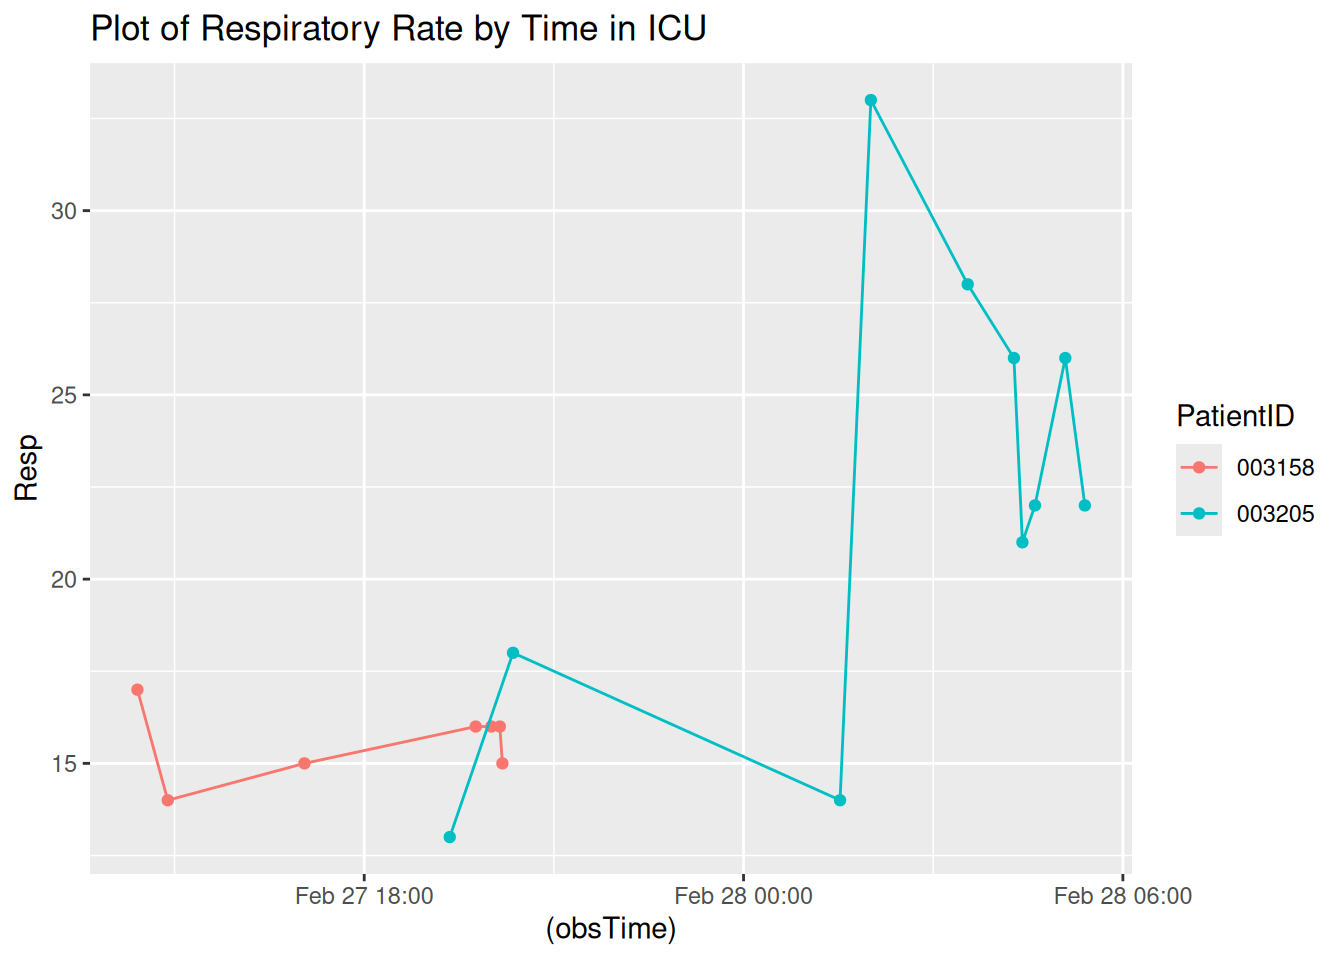 Plot of Respiratory Rate by Time in ICU
Resp
30
25
20
15
Feb 27 18:00
Feb 28 00:00
Feb 28 06:00
(obsTime)
PatientID
003158
003205